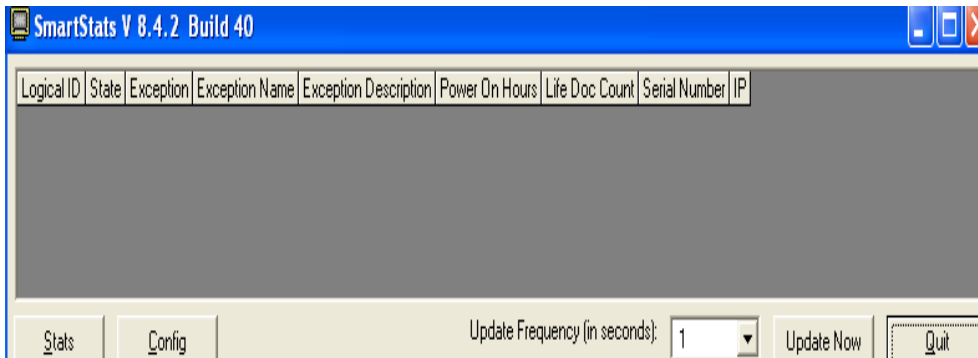 SmartStats V 8.4.2 Build 40
Logical ID State Exception Exception Name Exception Description Power On Hours Life Doc Count Serial Number IP
Stats Config Update Frequency (in seconds): 1 Update Now Quit